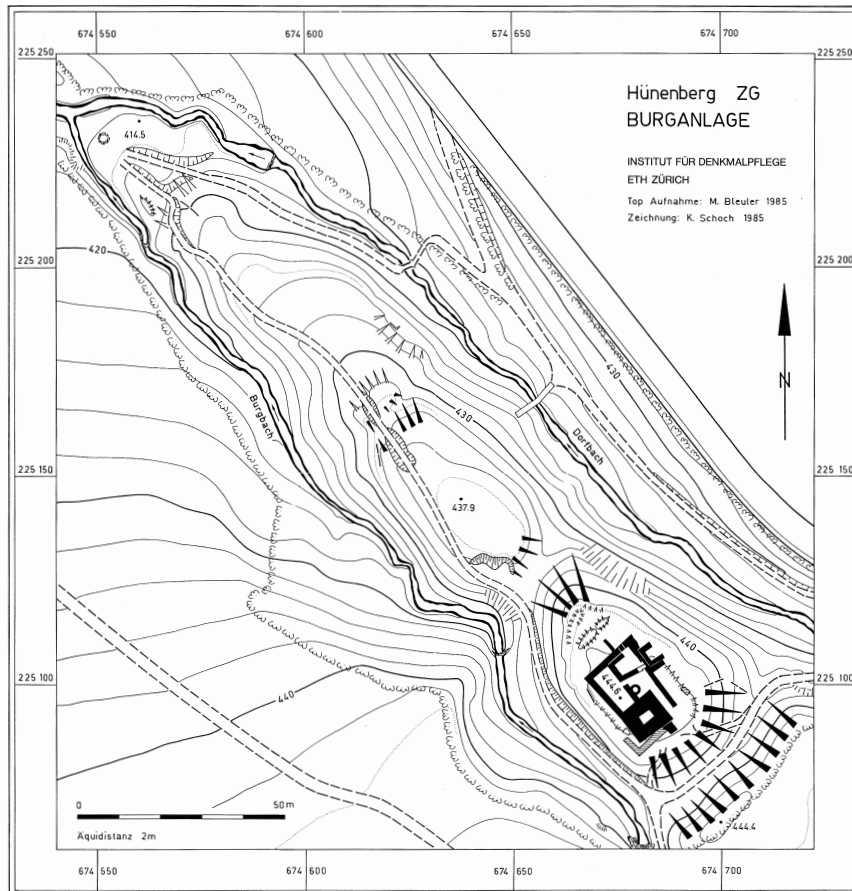 674 550
674 600
674 650
674 700
225 250
225 250
Hünenberg ZG
BURGANLAGE
INSTITUT FÜR DENKMALPFLEGE
ETH ZÜRICH
Top Aufnahme: M. Bleuler 1985
Zeichnung: K. Schoch 1985
414.5
420
225 200
225 200
N
430
430
Burgbach
Dorfbach
225 150
225 150
437.9
440
225 100
225 100
444.6
440
0
50 m
Äquidistanz 2m
444.4
674 550
674 600
674 650
674 700